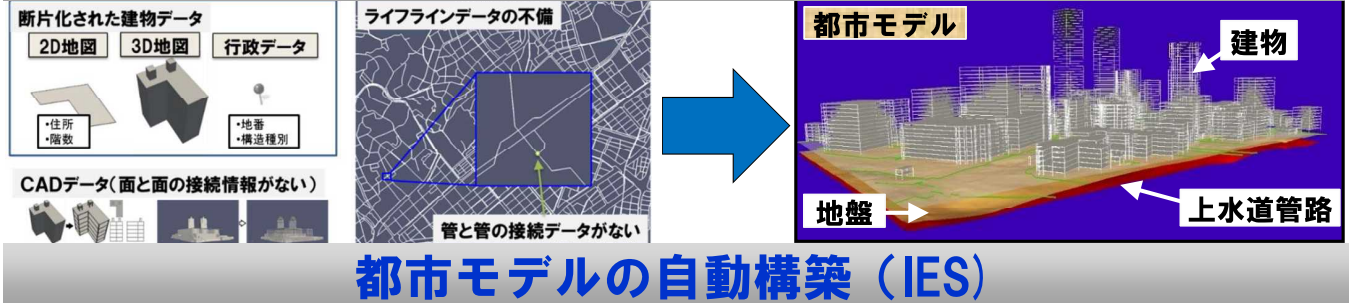 断片化された建物データ
2D地図 3D地図 行政データ
•住所
•階数
•地番
•構造種別
CADデータ(面と面の接続情報がない)
ライフラインデータの不備
管と管の接続データがない
都市モデル
建物
地盤
上水道管路
都市モデルの自動構築（IES)